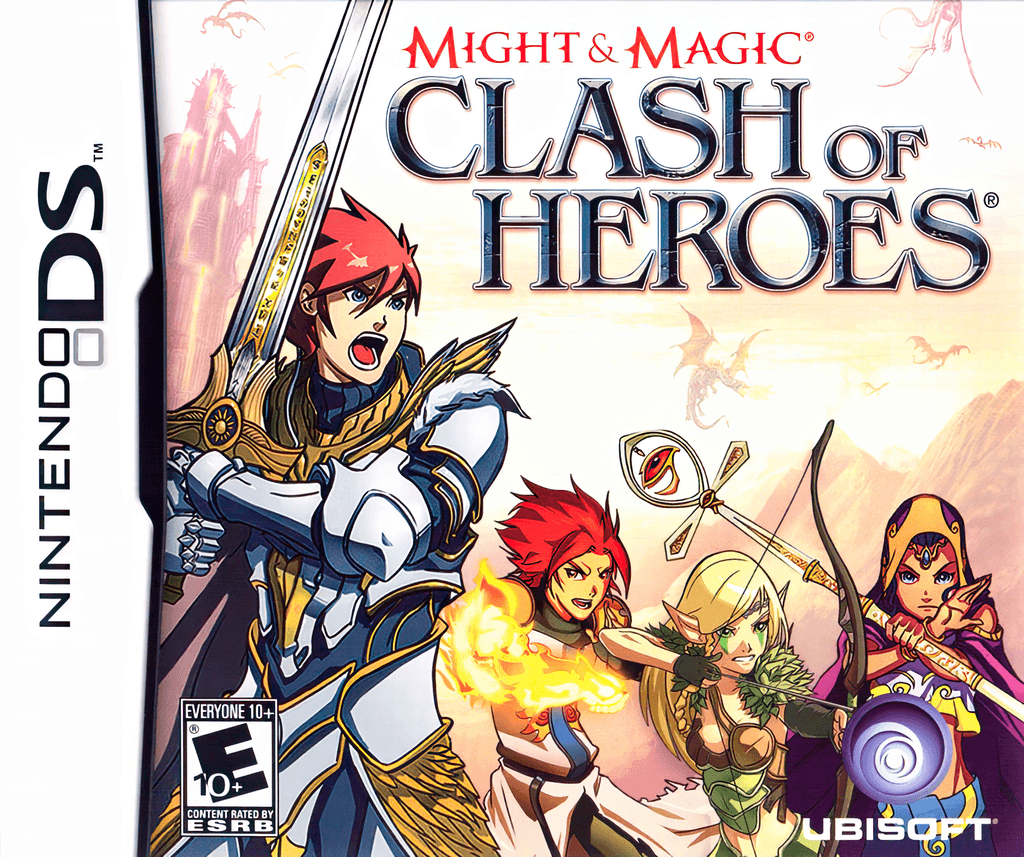 NINTENDO DS™
MIGHT & MAGIC®
CLASH OF
HEROES®
EVERYONE 10+
®
E
10+
CONTENT RATED BY
ESRB
UBISOFT®